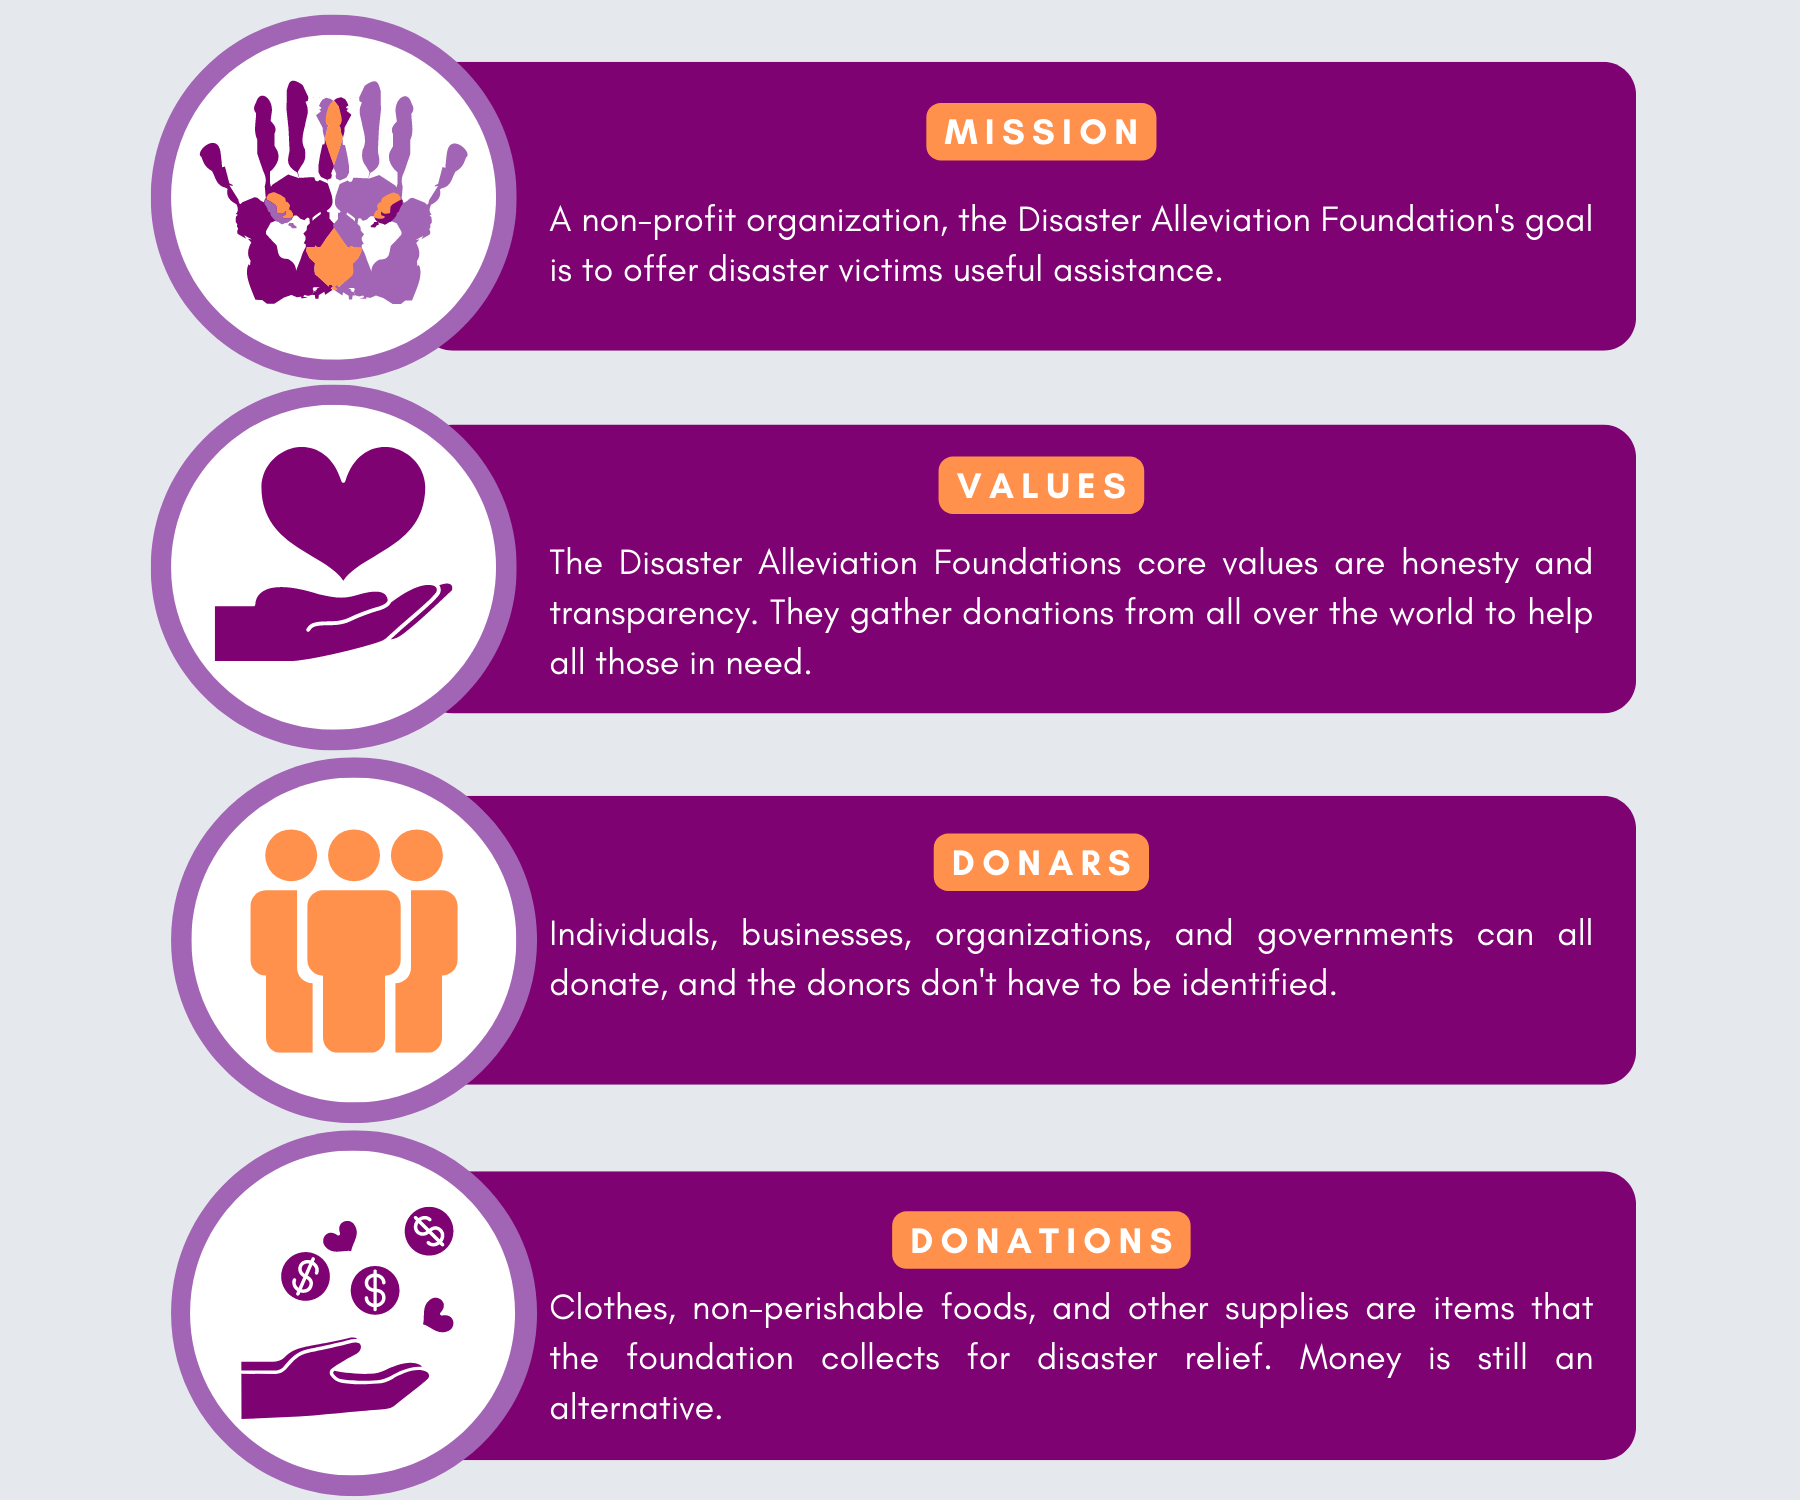 MISSION
A non-profit organization, the Disaster Alleviation Foundation's goal
is to offer disaster victims useful assistance.
VALUES
The Disaster Alleviation Foundations core values are honesty and
transparency. They gather donations from all over the world to help
all those in need.
DONARS
Individuals, businesses, organizations, and governments can all
donate, and the donors don't have to be identified.
$
$
$
DONATIONS
Clothes, non-perishable foods, and other supplies are items that
the foundation collects for disaster relief. Money is still an
alternative.